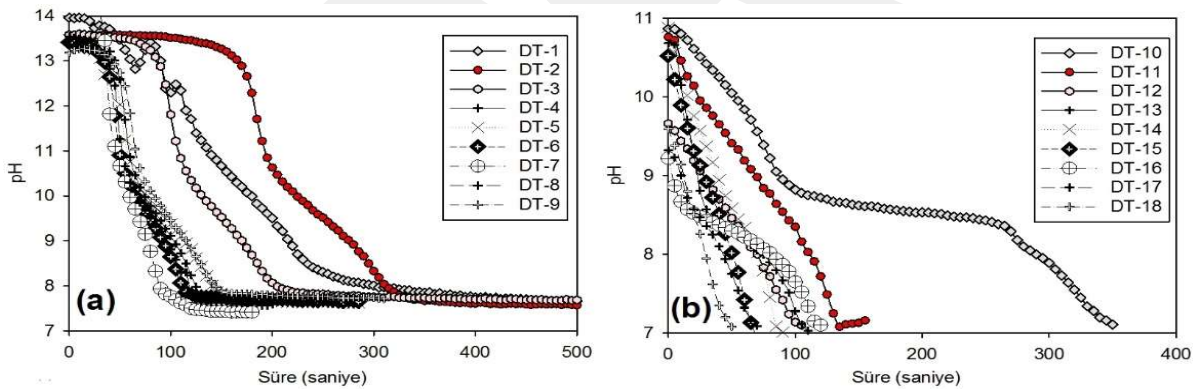 14
13
12
11
10
9
8
7
pH
0 100 200 300 400 500
Süre (saniye)
(a)
DT-1
DT-2
DT-3
DT-4
DT-5
DT-6
DT-7
DT-8
DT-9
11
10
9
8
7
pH
0 100 200 300 400
Süre (saniye)
(b)
DT-10
DT-11
DT-12
DT-13
DT-14
DT-15
DT-16
DT-17
DT-18